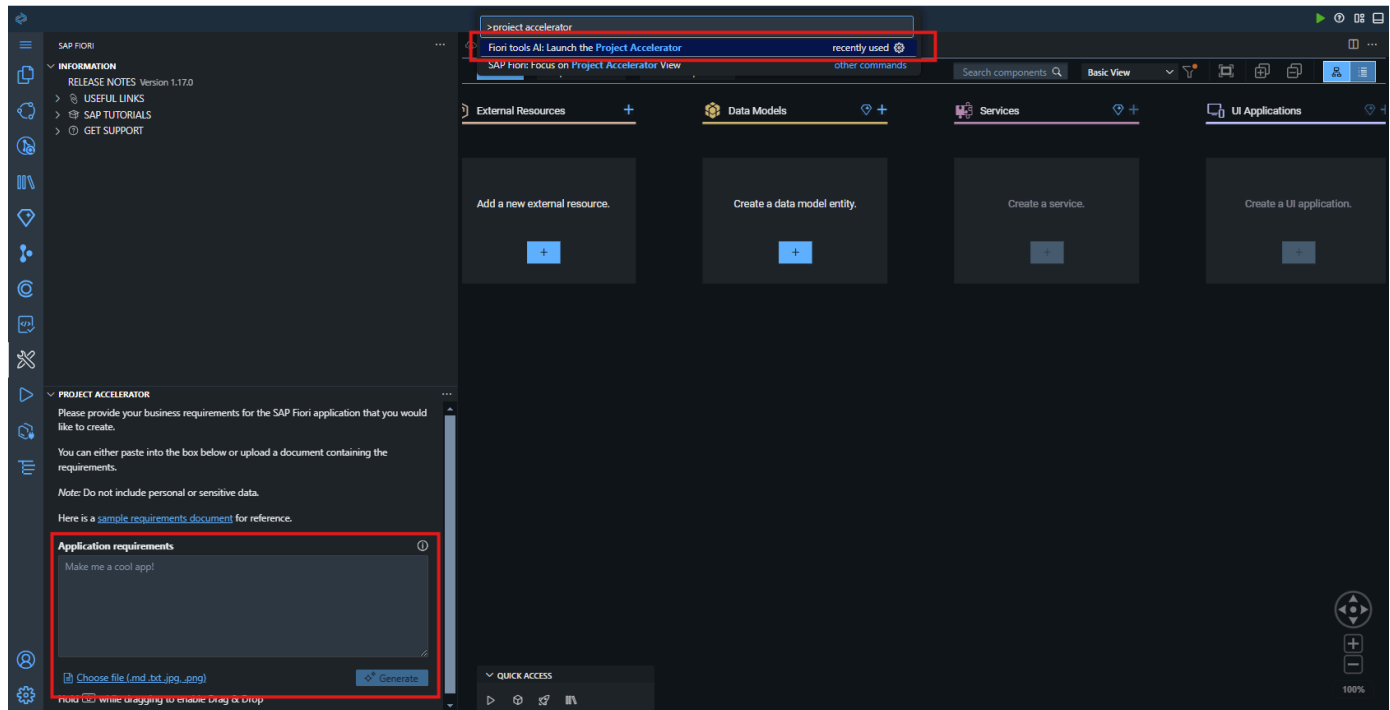 >project accelerator
Fiori tools AI: Launch the Project Accelerator recently used
SAP Fiori: Focus on Project Accelerator View other commands
SAP FIORI
INFORMATION
RELEASE NOTES Version 1.17.0
USEFUL LINKS
SAP TUTORIALS
GET SUPPORT
Search components
Basic View
External Resources
Data Models
Services
UI Applications
Add a new external resource.
Create a data model entity.
Create a service.
Create a UI application.
PROJECT ACCELERATOR
Please provide your business requirements for the SAP Fiori application that you would
like to create.
You can either paste into the box below or upload a document containing the
requirements.
Note: Do not include personal or sensitive data.
Here is a sample requirements document for reference.
Application requirements
Make me a cool app!
Choose file (.md .txt .jpg, .png)
Generate
Hold while dragging to enable Drag & Drop
QUICK ACCESS
100%